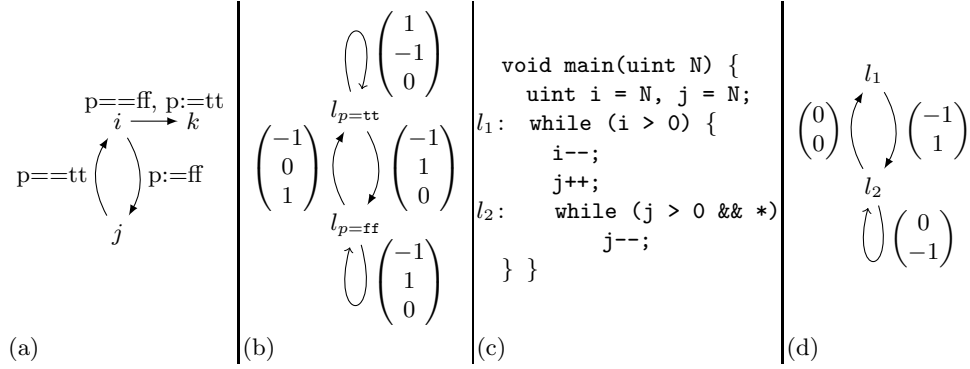 p==ff, p:=tt
i k
p==tt p:=ff
j
(a)
1
−1
0
l_{p=tt}
−1
0
1
−1
1
0
l_{p=ff}
−1
1
0
(b)
void main(uint N) {
uint i = N, j = N;
l₁: while (i > 0) {
i--;
j++;
l₂: while (j > 0 && *)
j--;
} }
(c)
l₁
0
0
−1
1
l₂
0
−1
(d)